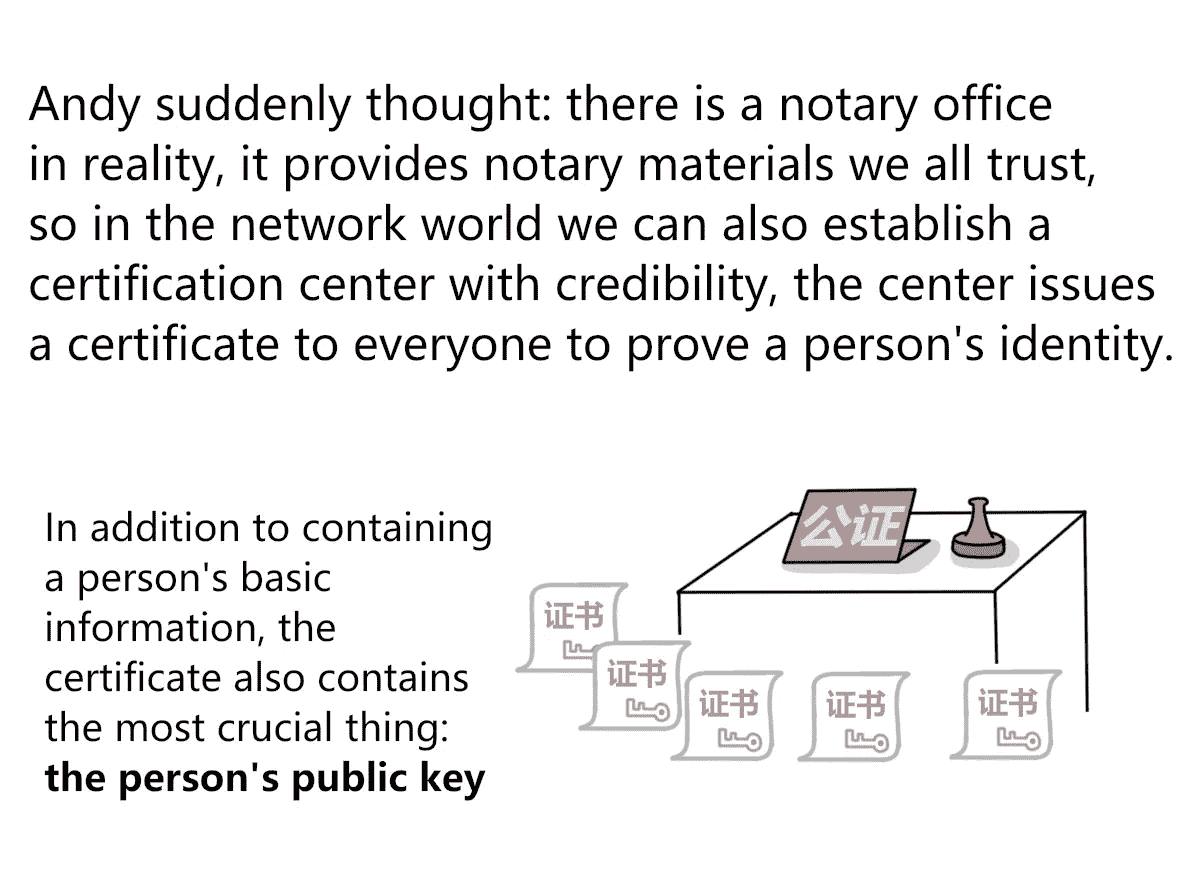 Andy suddenly thought: there is a notary office
in reality, it provides notary materials we all trust,
so in the network world we can also establish a
certification center with credibility, the center issues
a certificate to everyone to prove a person's identity.
In addition to containing
a person's basic
information, the
certificate also contains
the most crucial thing:
the person's public key
公证
证书
证书
证书
证书
证书